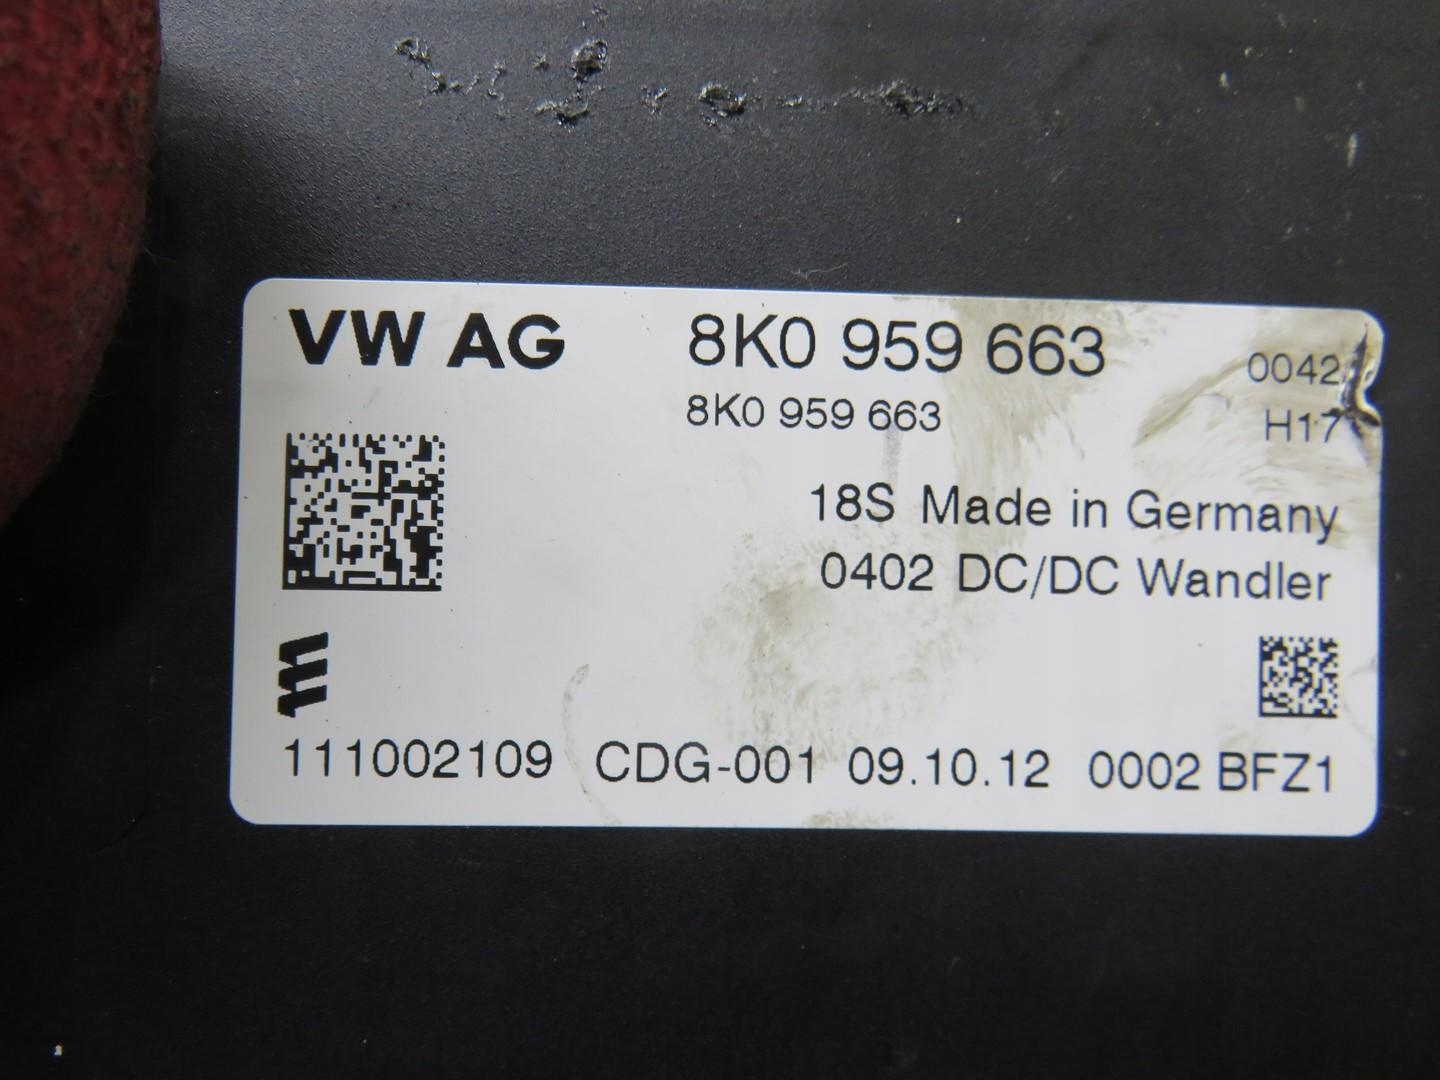 VW AG 8K0 959 663 0042
8K0 959 663 H17
18S Made in Germany
0402 DC/DC Wandler
111002109 CDG-001 09.10.12 0002 BFZ1